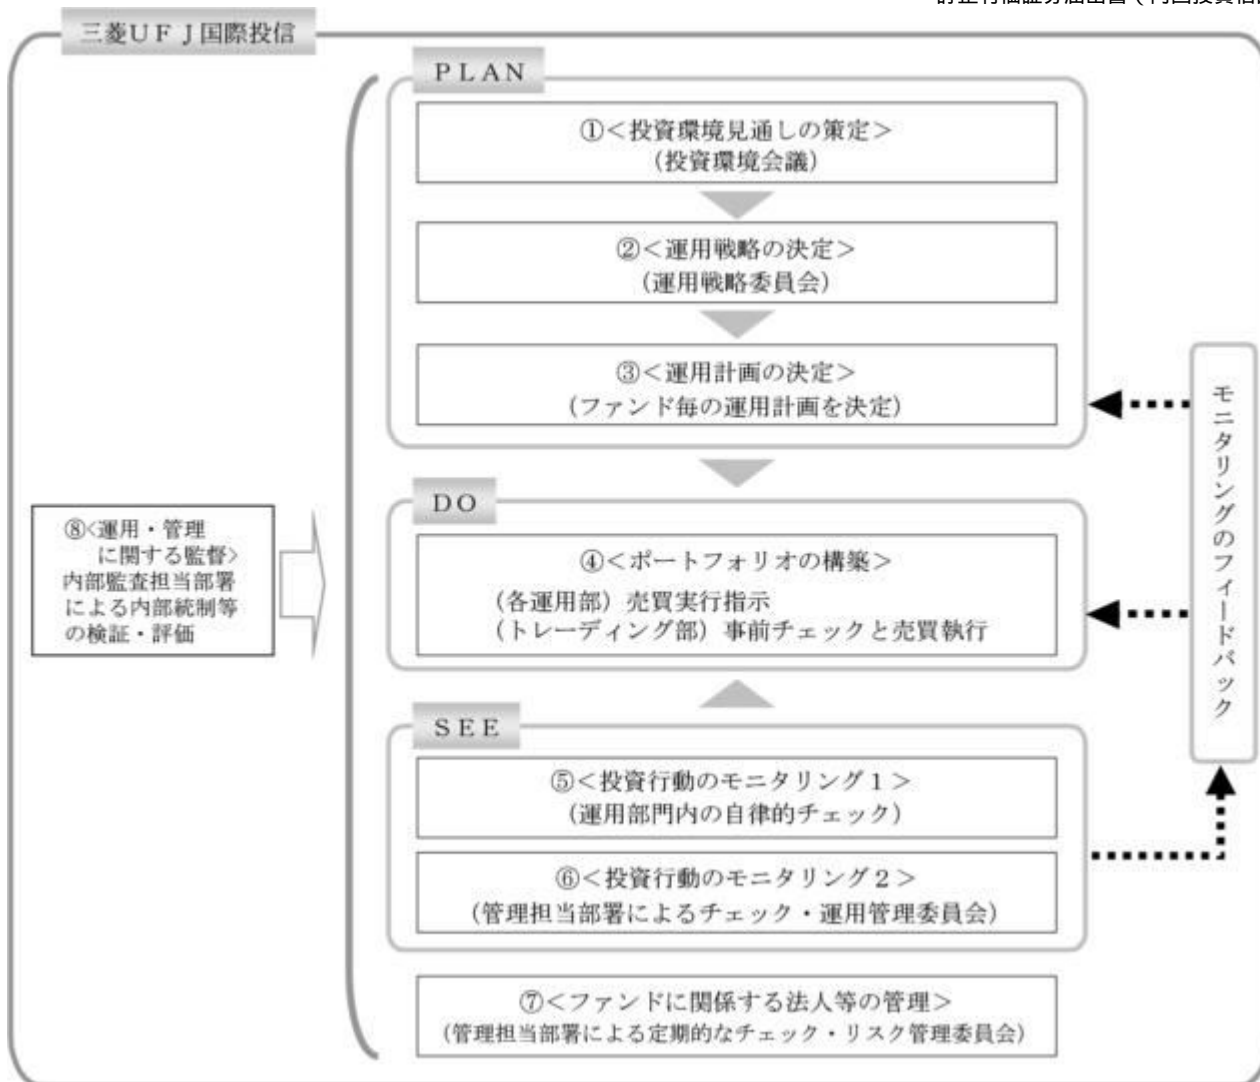 三菱ＵＦＪ国際投信
ＰＬＡＮ
①＜投資環境見通しの策定＞
（投資環境会議）
②＜運用戦略の決定＞
（運用戦略委員会）
③＜運用計画の決定＞
（ファンド毎の運用計画を決定）
ＤＯ
④＜ポートフォリオの構築＞
（各運用部）売買実行指示
（トレーディング部）事前チェックと売買執行
ＳＥＥ
⑤＜投資行動のモニタリング１＞
（運用部門内の自律的チェック）
⑥＜投資行動のモニタリング２＞
（管理担当部署によるチェック・運用管理委員会）
⑦＜ファンドに関係する法人等の管理＞
（管理担当部署による定期的なチェック・リスク管理委員会）
⑧<運用・管理
に関する監督>
内部監査担当部署
による内部統制等
の検証・評価
モニタリングのフィードバック